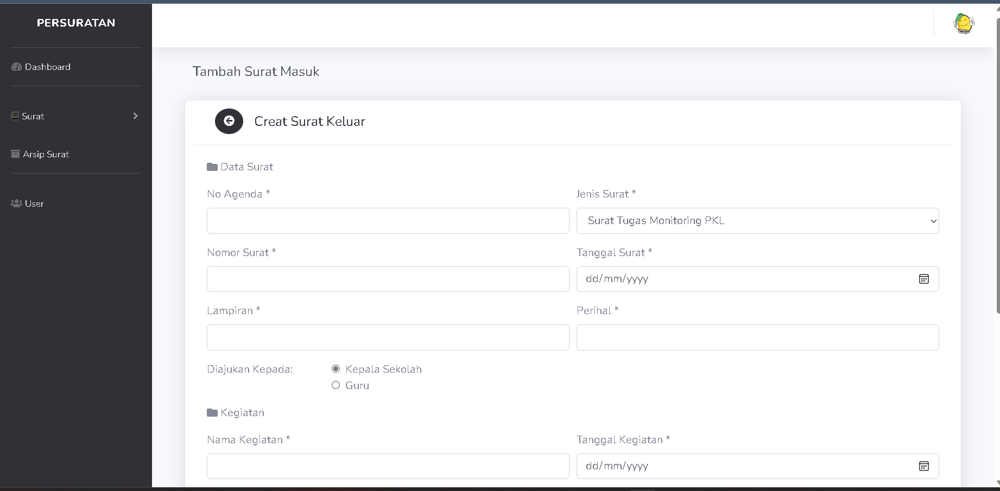 PERSURATAN
Dashboard
Surat
Arsip Surat
User
Tambah Surat Masuk
Creat Surat Keluar
Data Surat
No Agenda *
Jenis Surat *
Surat Tugas Monitoring PKL
Nomor Surat *
Tanggal Surat *
dd/mm/yyyy
Lampiran *
Perihal *
Diajukan Kepada:
Kepala Sekolah
Guru
Kegiatan
Nama Kegiatan *
Tanggal Kegiatan *
dd/mm/yyyy